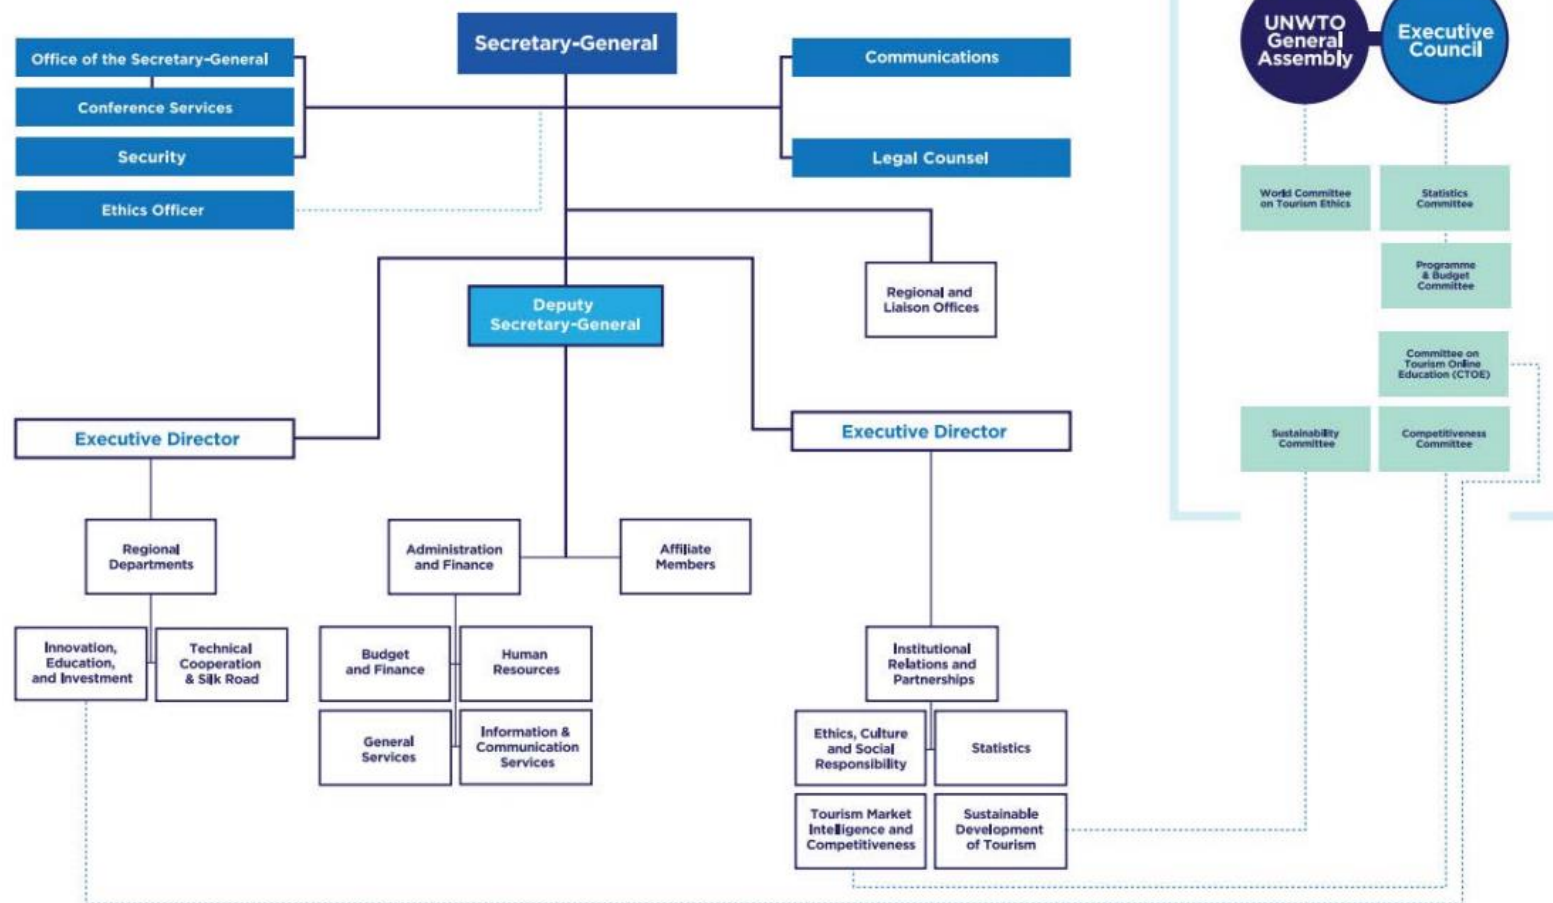 Secretary-General
Office of the Secretary-General
Conference Services
Security
Ethics Officer
Communications
Legal Counsel
Regional and
Liaison Offices
Deputy
Secretary-General
Executive Director
Executive Director
Regional
Departments
Administration
and Finance
Affiliate
Members
Innovation,
Education,
and Investment
Technical
Cooperation
& Silk Road
Budget
and Finance
Human
Resources
General
Services
Information &
Communication
Services
Institutional
Relations and
Partnerships
Ethics, Culture
and Social
Responsibility
Statistics
Tourism Market
Intelligence and
Competitiveness
Sustainable
Development
of Tourism
UNWTO
General
Assembly
Executive
Council
World Committee
on Tourism Ethics
Statistics
Committee
Programme
& Budget
Committee
Committee on
Tourism Online
Education (CTOE)
Sustainability
Committee
Competitiveness
Committee